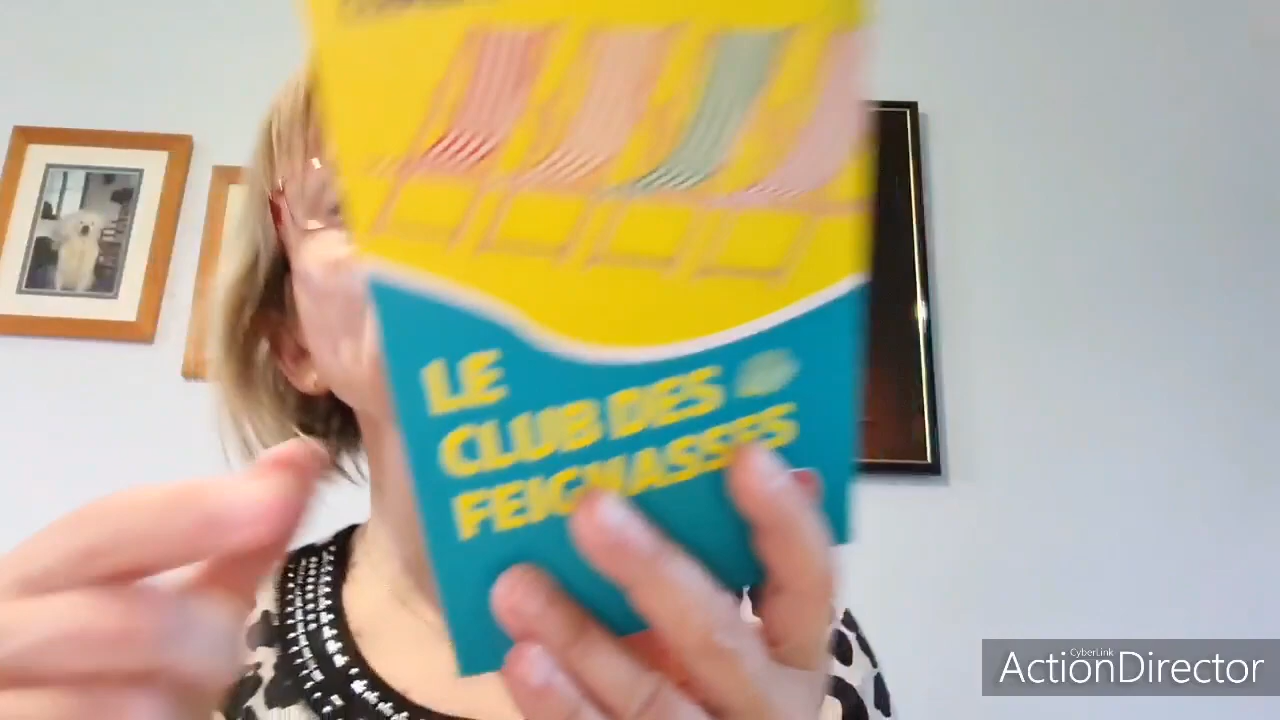 LE
CLUB DES
FEIGNASSES
CyberLink
ActionDirector